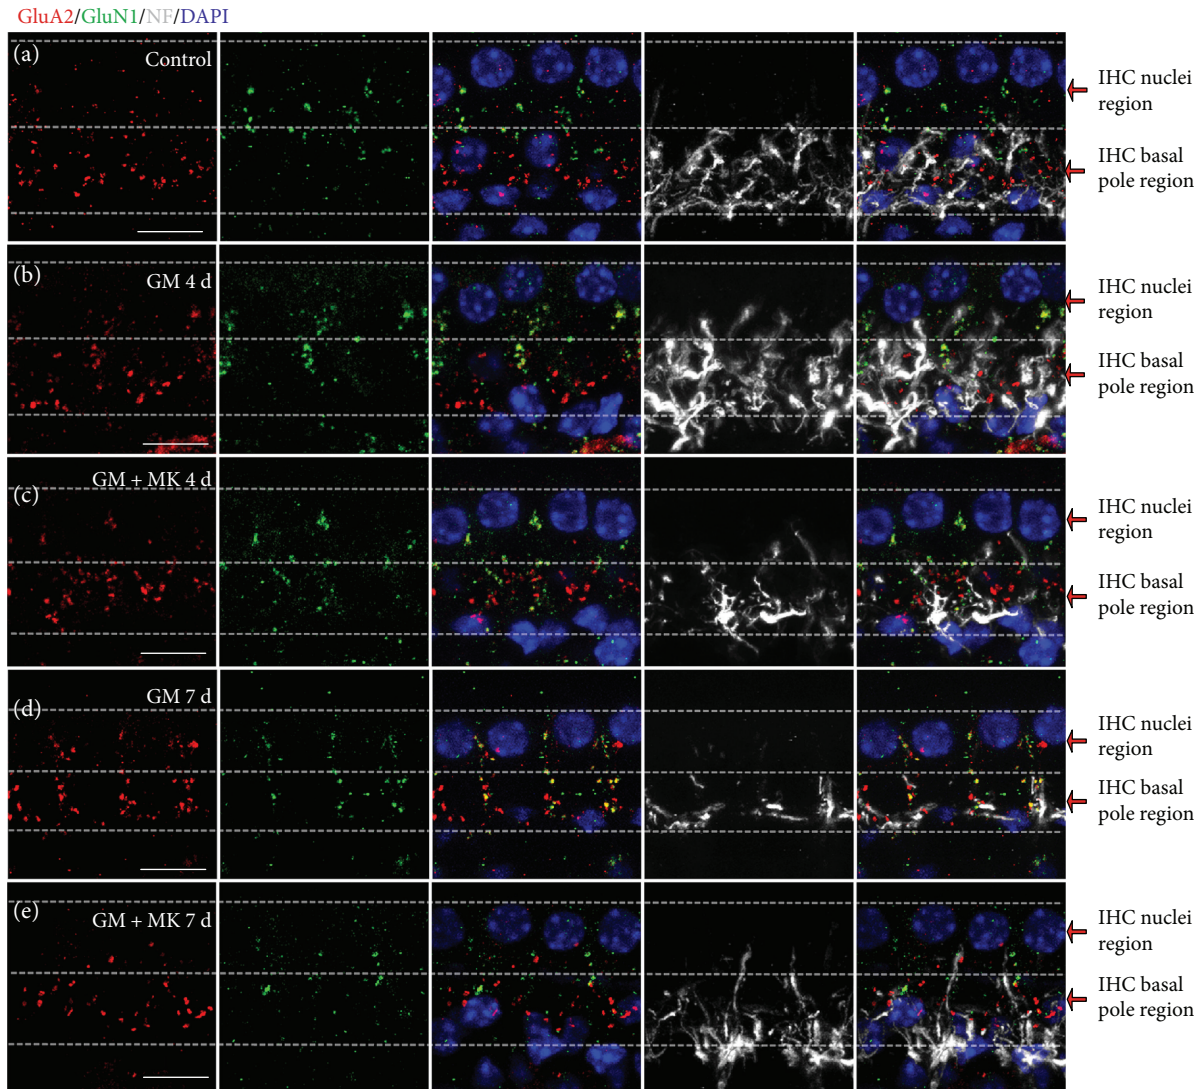 GluA2/GluN1/NF/DAPI
(a)
Control
IHC nuclei
region
IHC basal
pole region
(b)
GM 4 d
IHC nuclei
region
IHC basal
pole region
(c)
GM + MK 4 d
IHC nuclei
region
IHC basal
pole region
(d)
GM 7 d
IHC nuclei
region
IHC basal
pole region
(e)
GM + MK 7 d
IHC nuclei
region
IHC basal
pole region